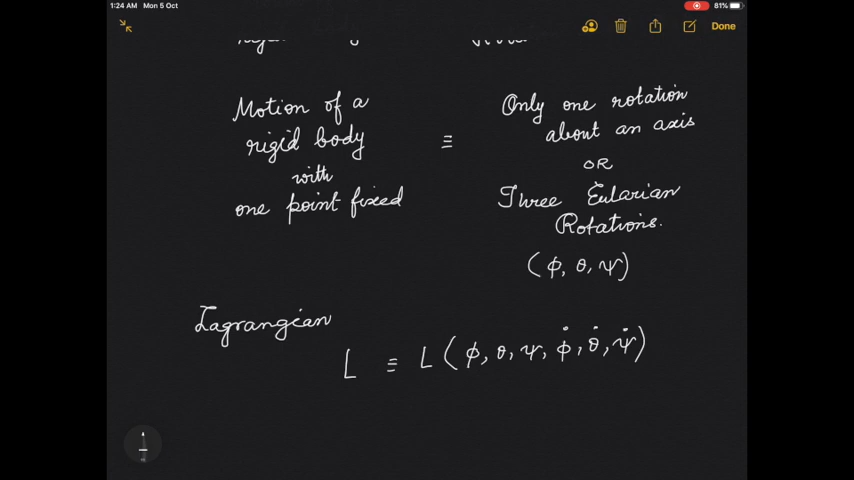 1:24 AM Mon 5 Oct
81%
Done
Motion of a
rigid body
with
one point fixed
≡
Only one rotation
about an axis
OR
Three Eularian
Rotations.
(ϕ, θ, ψ)
Lagrangian
L ≡ L (ϕ, θ, ψ, ϕ̇, θ̇, ψ̇)